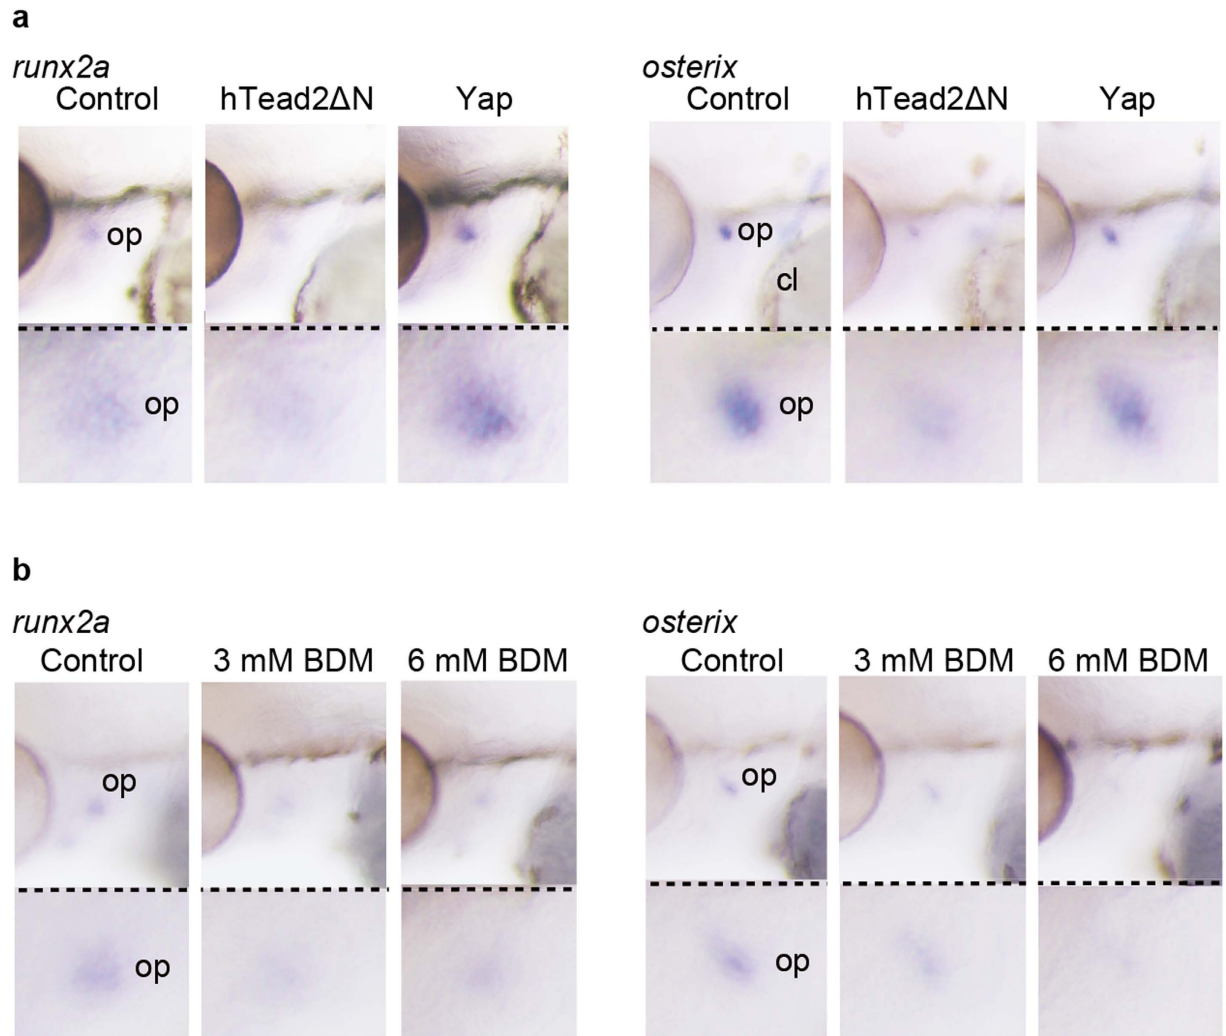 a
runx2a
Control hTead2ΔN Yap
op
op
osterix
Control hTead2ΔN Yap
op
cl
op
b
runx2a
Control 3 mM BDM 6 mM BDM
op
op
osterix
Control 3 mM BDM 6 mM BDM
op
op